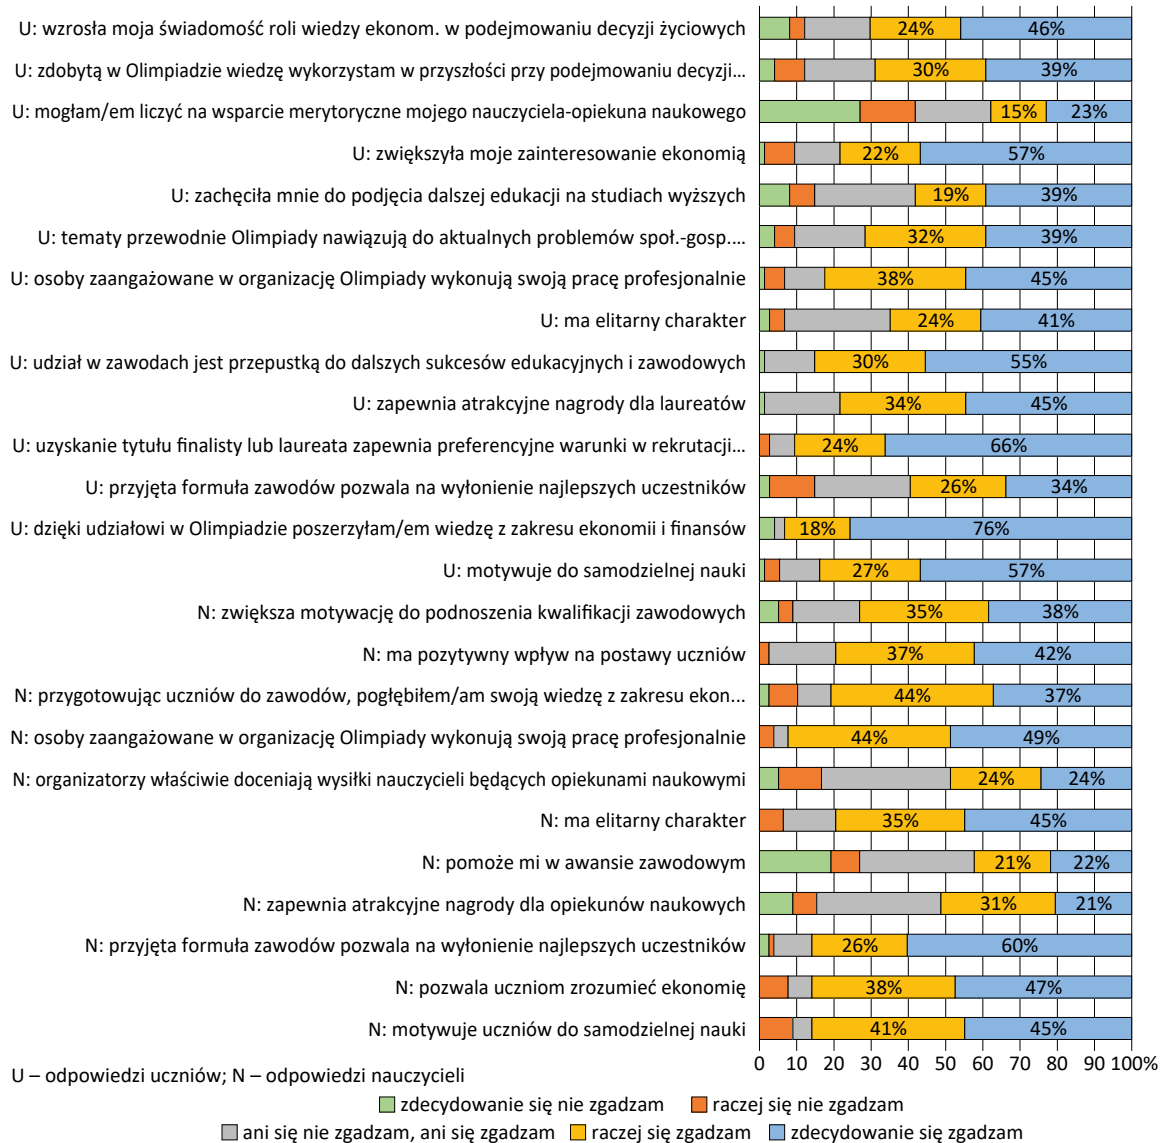 U: wzrosła moja świadomość roli wiedzy ekonom. w podejmowaniu decyzji życiowych 24% 46%
U: zdobytą w Olimpiadzie wiedzę wykorzystam w przyszłości przy podejmowaniu decyzji... 30% 39%
U: mogłam/em liczyć na wsparcie merytoryczne mojego nauczyciela-opiekuna naukowego 15% 23%
U: zwiększyła moje zainteresowanie ekonomią 22% 57%
U: zachęciła mnie do podjęcia dalszej edukacji na studiach wyższych 19% 39%
U: tematy przewodnie Olimpiady nawiązują do aktualnych problemów społ.-gosp.... 32% 39%
U: osoby zaangażowane w organizację Olimpiady wykonują swoją pracę profesjonalnie 38% 45%
U: ma elitarny charakter 24% 41%
U: udział w zawodach jest przepustką do dalszych sukcesów edukacyjnych i zawodowych 30% 55%
U: zapewnia atrakcyjne nagrody dla laureatów 34% 45%
U: uzyskanie tytułu finalisty lub laureata zapewnia preferencyjne warunki w rekrutacji... 24% 66%
U: przyjęta formuła zawodów pozwala na wyłonienie najlepszych uczestników 26% 34%
U: dzięki udziałowi w Olimpiadzie poszerzyłam/em wiedzę z zakresu ekonomii i finansów 18% 76%
U: motywuje do samodzielnej nauki 27% 57%
N: zwiększa motywację do podnoszenia kwalifikacji zawodowych 35% 38%
N: ma pozytywny wpływ na postawy uczniów 37% 42%
N: przygotowując uczniów do zawodów, pogłębiłem/am swoją wiedzę z zakresu ekon... 44% 37%
N: osoby zaangażowane w organizację Olimpiady wykonują swoją pracę profesjonalnie 44% 49%
N: organizatorzy właściwie doceniają wysiłki nauczycieli będących opiekunami naukowymi 24% 24%
N: ma elitarny charakter 35% 45%
N: pomoże mi w awansie zawodowym 21% 22%
N: zapewnia atrakcyjne nagrody dla opiekunów naukowych 31% 21%
N: przyjęta formuła zawodów pozwala na wyłonienie najlepszych uczestników 26% 60%
N: pozwala uczniom zrozumieć ekonomię 38% 47%
N: motywuje uczniów do samodzielnej nauki 41% 45%
0 10 20 30 40 50 60 70 80 90 100%
U – odpowiedzi uczniów; N – odpowiedzi nauczycieli
zdecydowanie się nie zgadzam raczej się nie zgadzam
ani się nie zgadzam, ani się zgadzam raczej się zgadzam zdecydowanie się zgadzam